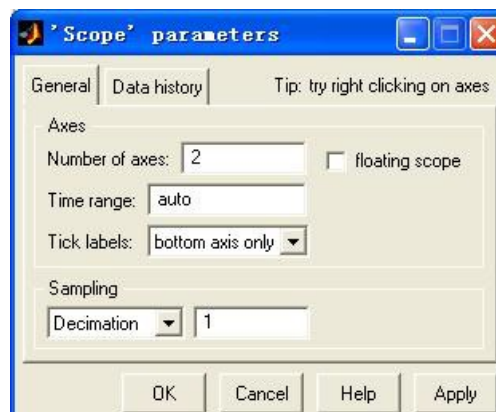 'Scope' parameters
General Data history Tip: try right clicking on axes
Axes
Number of axes: 2 floating scope
Time range: auto
Tick labels: bottom axis only
Sampling
Decimation 1
OK Cancel Help Apply